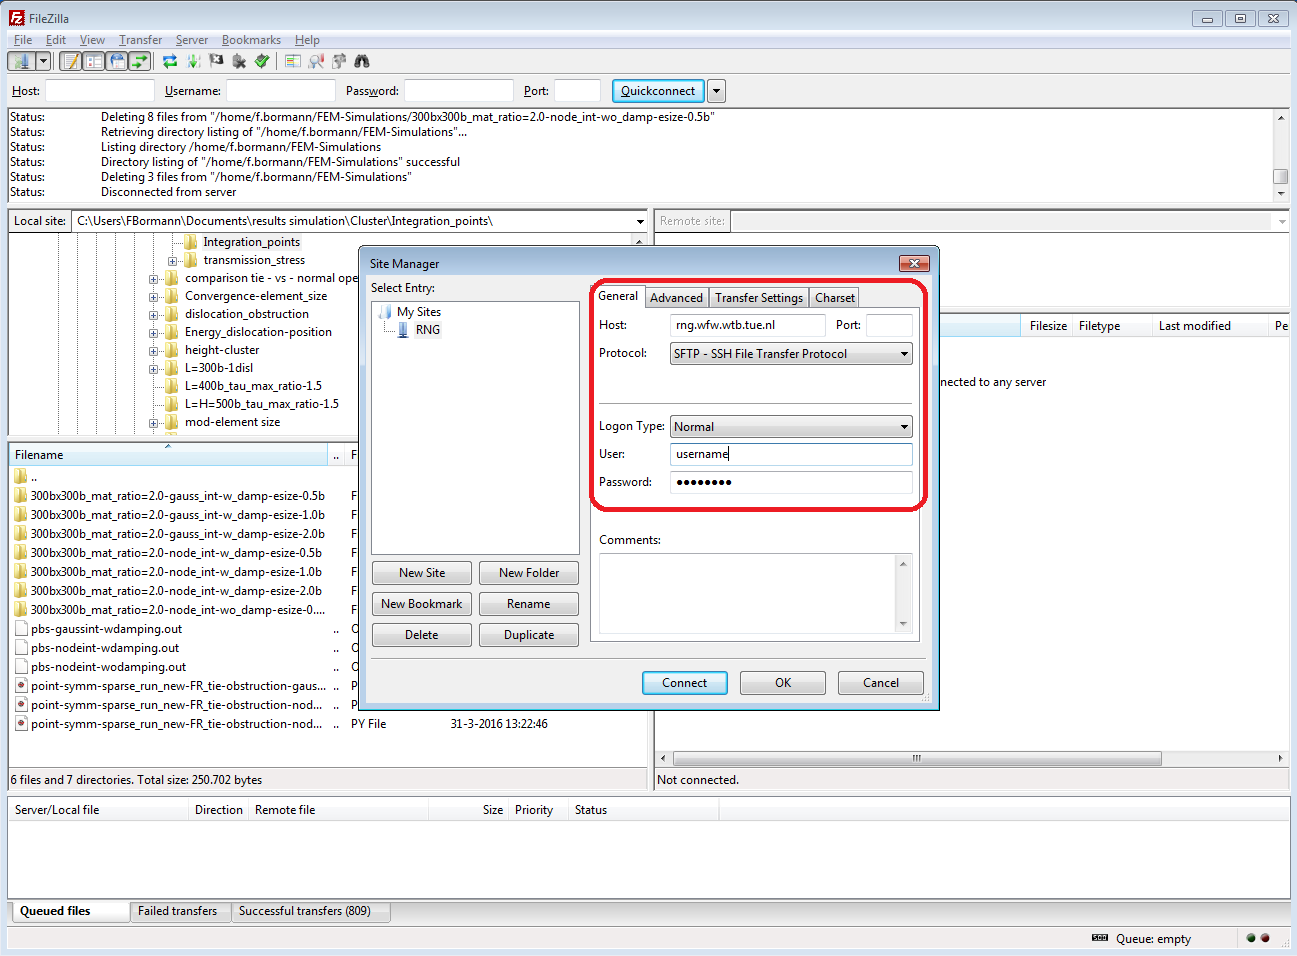 FileZilla
File Edit View Transfer Server Bookmarks Help
Host: Username: Password: Port: Quickconnect
Status: Deleting 8 files from "/home/f.bormann/FEM-Simulations/300bx300b_mat_ratio=2.0-node_int-wo_damp-esize-0.5b"
Status: Retrieving directory listing of "/home/f.bormann/FEM-Simulations"...
Status: Listing directory /home/f.bormann/FEM-Simulations
Status: Directory listing of "/home/f.bormann/FEM-Simulations" successful
Status: Deleting 3 files from "/home/f.bormann/FEM-Simulations"
Status: Disconnected from server
Local site: C:\Users\FBormann\Documents\results simulation\Cluster\Integration_points\
Remote site:
Integration_points
transmission_stress
comparison tie - vs - normal ope
Convergence-element_size
dislocation_obstruction
Energy_dislocation-position
height-cluster
L=300b-1disl
L=400b_tau_max_ratio-1.5
L=H=500b_tau_max_ratio-1.5
mod-element size
Filename .. F
..
300bx300b_mat_ratio=2.0-gauss_int-w_damp-esize-0.5b F
300bx300b_mat_ratio=2.0-gauss_int-w_damp-esize-1.0b F
300bx300b_mat_ratio=2.0-gauss_int-w_damp-esize-2.0b F
300bx300b_mat_ratio=2.0-node_int-w_damp-esize-0.5b F
300bx300b_mat_ratio=2.0-node_int-w_damp-esize-1.0b F
300bx300b_mat_ratio=2.0-node_int-w_damp-esize-2.0b F
300bx300b_mat_ratio=2.0-node_int-wo_damp-esize-0.... F
pbs-gaussint-wdamping.out .. O
pbs-nodeint-wdamping.out .. O
pbs-nodeint-wodamping.out .. O
point-symm-sparse_run_new-FR_tie-obstruction-gaus... .. P
point-symm-sparse_run_new-FR_tie-obstruction-nod... .. P
point-symm-sparse_run_new-FR_tie-obstruction-nod... .. PY File 31-3-2016 13:22:46
6 files and 7 directories. Total size: 250.702 bytes
Site Manager
Select Entry:
My Sites
RNG
New Site New Folder
New Bookmark Rename
Delete Duplicate
General Advanced Transfer Settings Charset
Host: rng.wfw.wtb.tue.nl Port:
Protocol: SFTP - SSH File Transfer Protocol
Logon Type: Normal
User: username
Password: ●●●●●●●●
Comments:
Connect OK Cancel
Filesize Filetype Last modified Pe
nected to any server
Not connected.
Server/Local file Direction Remote file Size Priority Status
Queued files Failed transfers Successful transfers (809)
Queue: empty